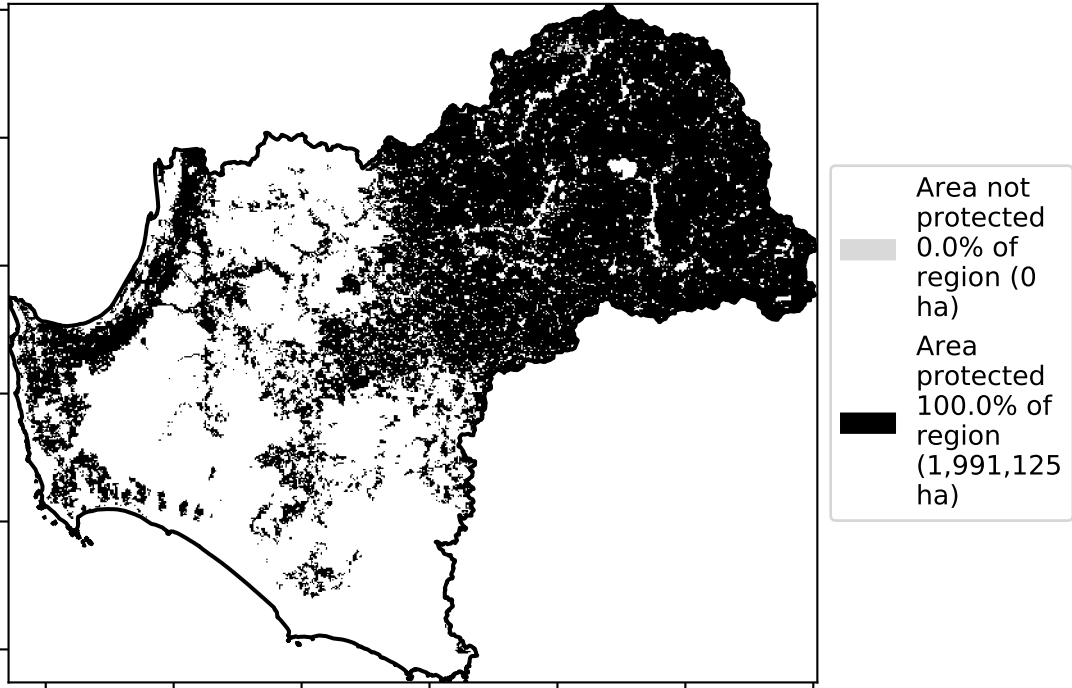 Area not
protected
0.0% of
region (0
ha)
Area
protected
100.0% of
region
(1,991,125
ha)